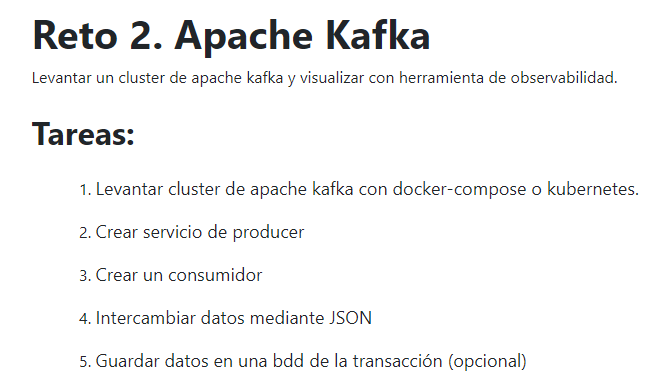 Reto 2. Apache Kafka
Levantar un cluster de apache kafka y visualizar con herramienta de observabilidad.
Tareas:
1. Levantar cluster de apache kafka con docker-compose o kubernetes.
2. Crear servicio de producer
3. Crear un consumidor
4. Intercambiar datos mediante JSON
5. Guardar datos en una bdd de la transacción (opcional)